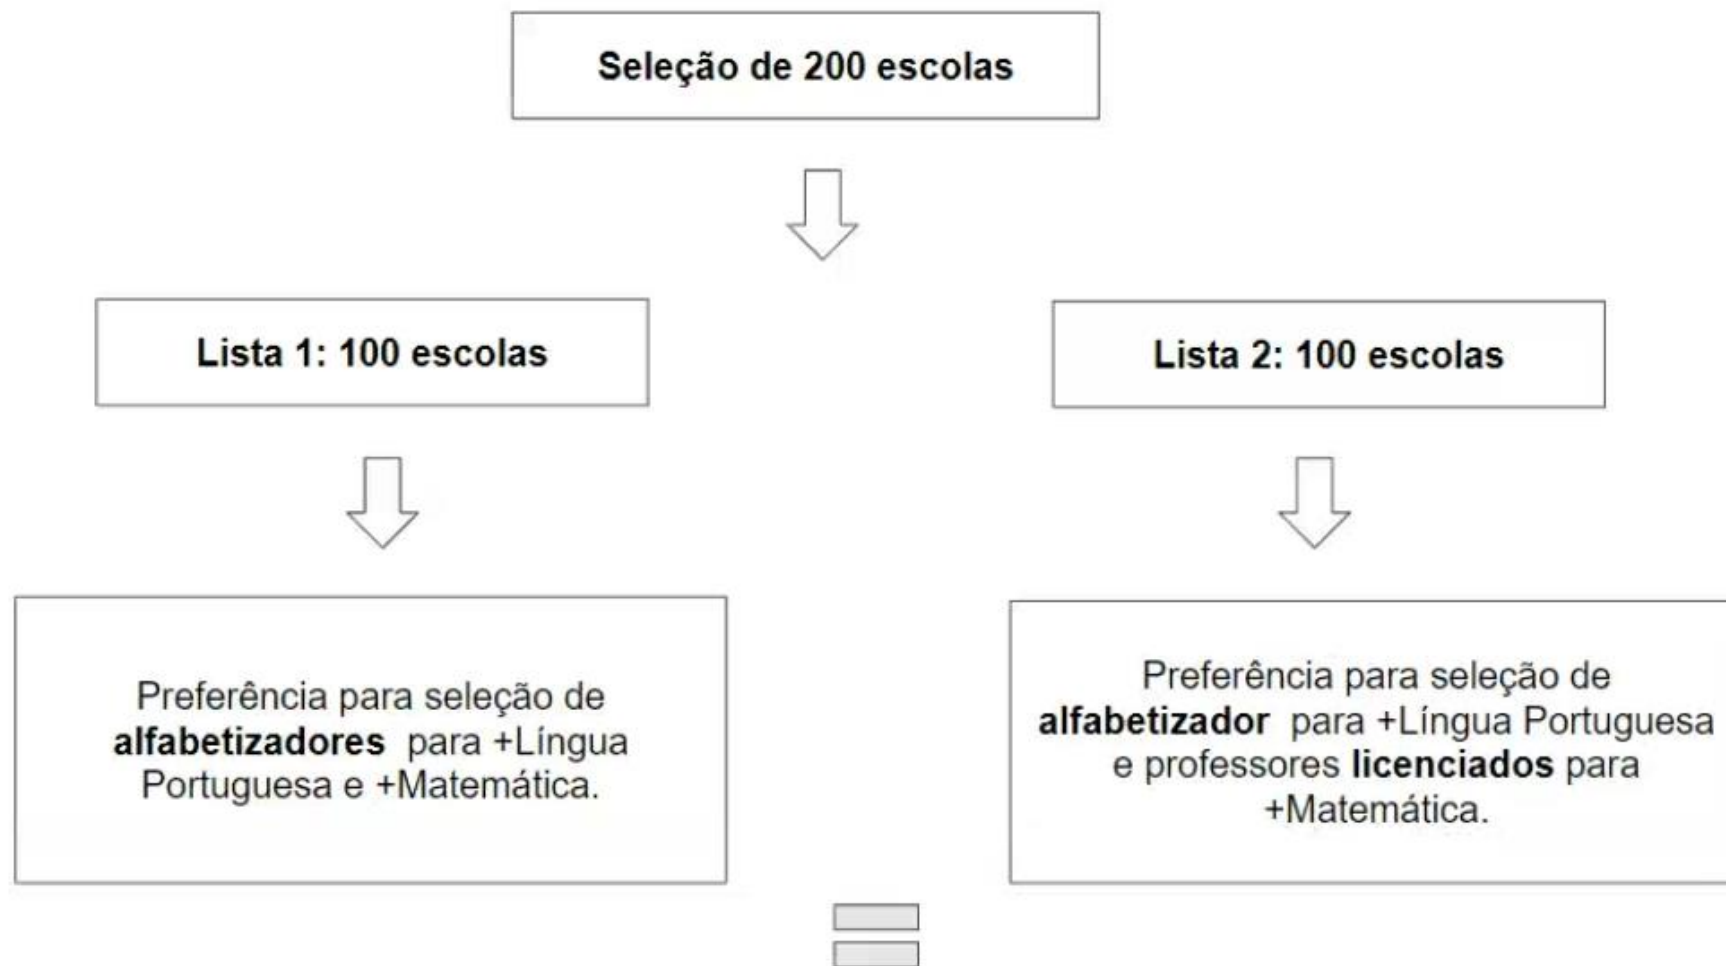 Seleção de 200 escolas
Lista 1: 100 escolas
Lista 2: 100 escolas
Preferência para seleção de
alfabetizadores para +Língua
Portuguesa e +Matemática.
Preferência para seleção de
alfabetizador para +Língua Portuguesa
e professores licenciados para
+Matemática.